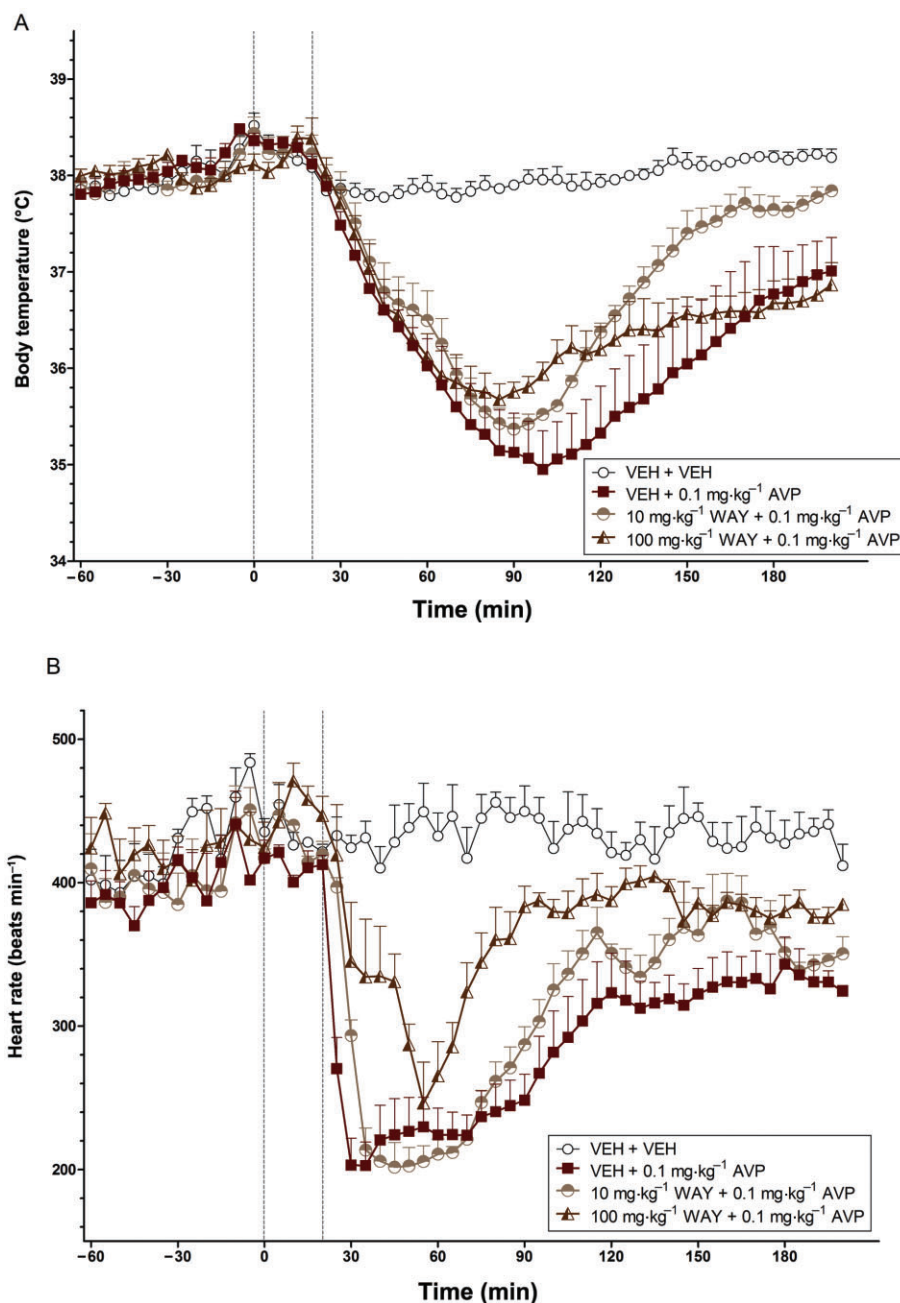 A
39
38
37
36
35
34
Body temperature (°C)
VEH + VEH
VEH + 0.1 mg·kg⁻¹ AVP
10 mg·kg⁻¹ WAY + 0.1 mg·kg⁻¹ AVP
100 mg·kg⁻¹ WAY + 0.1 mg·kg⁻¹ AVP
−60 −30 0 30 60 90 120 150 180
Time (min)
B
500
400
300
200
Heart rate (beats min⁻¹)
VEH + VEH
VEH + 0.1 mg·kg⁻¹ AVP
10 mg·kg⁻¹ WAY + 0.1 mg·kg⁻¹ AVP
100 mg·kg⁻¹ WAY + 0.1 mg·kg⁻¹ AVP
−60 −30 0 30 60 90 120 150 180
Time (min)